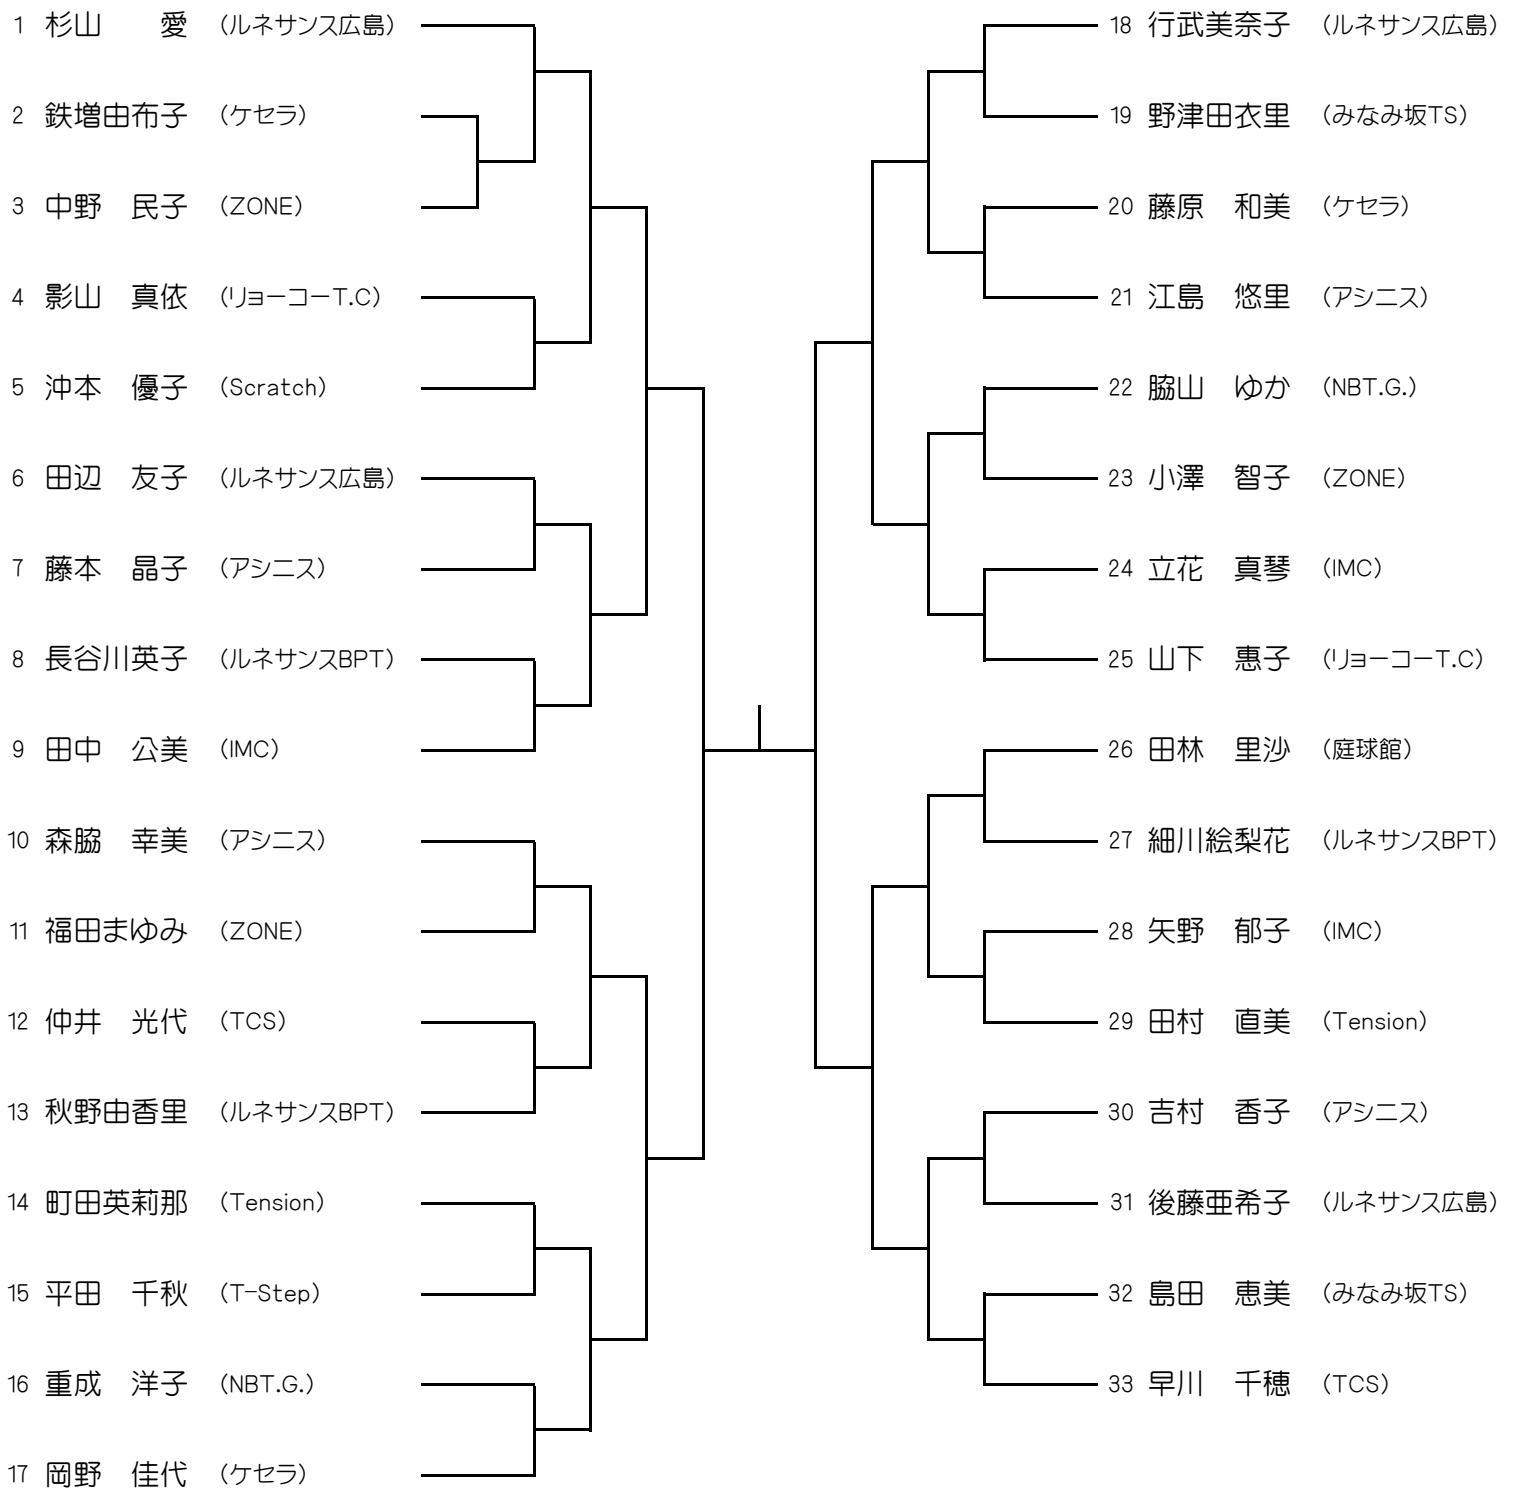 1 杉山　　愛 （ルネサンス広島）
2 鉄増由布子 （ケセラ）
3 中野　民子 （ZONE）
4 影山　真依 （リョーコーT.C）
5 沖本　優子 （Scratch）
6 田辺　友子 （ルネサンス広島）
7 藤本　晶子 （アシニス）
8 長谷川英子 （ルネサンスBPT）
9 田中　公美 （IMC）
10 森脇　幸美 （アシニス）
11 福田まゆみ （ZONE）
12 仲井　光代 （TCS）
13 秋野由香里 （ルネサンスBPT）
14 町田英莉那 （Tension）
15 平田　千秋 （T-Step）
16 重成　洋子 （NBT.G.）
17 岡野　佳代 （ケセラ）
18 行武美奈子 （ルネサンス広島）
19 野津田衣里 （みなみ坂TS）
20 藤原　和美 （ケセラ）
21 江島　悠里 （アシニス）
22 脇山　ゆか （NBT.G.）
23 小澤　智子 （ZONE）
24 立花　真琴 （IMC）
25 山下　惠子 （リョーコーT.C）
26 田林　里沙 （庭球館）
27 細川絵梨花 （ルネサンスBPT）
28 矢野　郁子 （IMC）
29 田村　直美 （Tension）
30 吉村　香子 （アシニス）
31 後藤亜希子 （ルネサンス広島）
32 島田　恵美 （みなみ坂TS）
33 早川　千穂 （TCS）